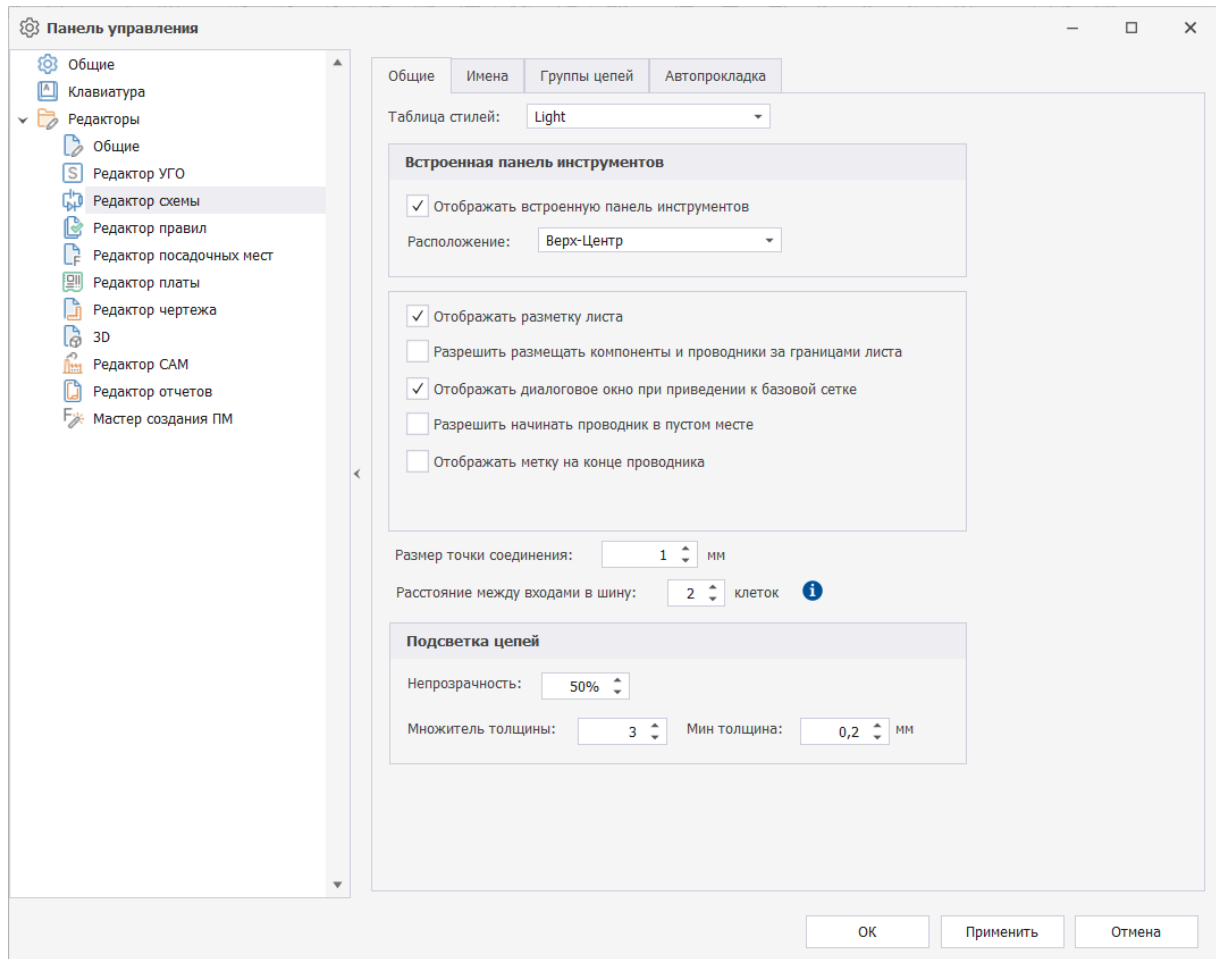 Панель управления
Общие
Клавиатура
Редакторы
Общие
Редактор УГО
Редактор схемы
Редактор правил
Редактор посадочных мест
Редактор платы
Редактор чертежа
3D
Редактор CAM
Редактор отчетов
Мастер создания ПМ
Общие Имена Группы цепей Автопрокладка
Таблица стилей: Light
Встроенная панель инструментов
Отображать встроенную панель инструментов
Расположение: Верх-Центр
Отображать разметку листа
Разрешить размещать компоненты и проводники за границами листа
Отображать диалоговое окно при приведении к базовой сетке
Разрешить начинать проводник в пустом месте
Отображать метку на конце проводника
Размер точки соединения: 1 мм
Расстояние между входами в шину: 2 клеток
Подсветка цепей
Непрозрачность: 50%
Множитель толщины: 3 Мин толщина: 0,2 мм
ОК Применить Отмена